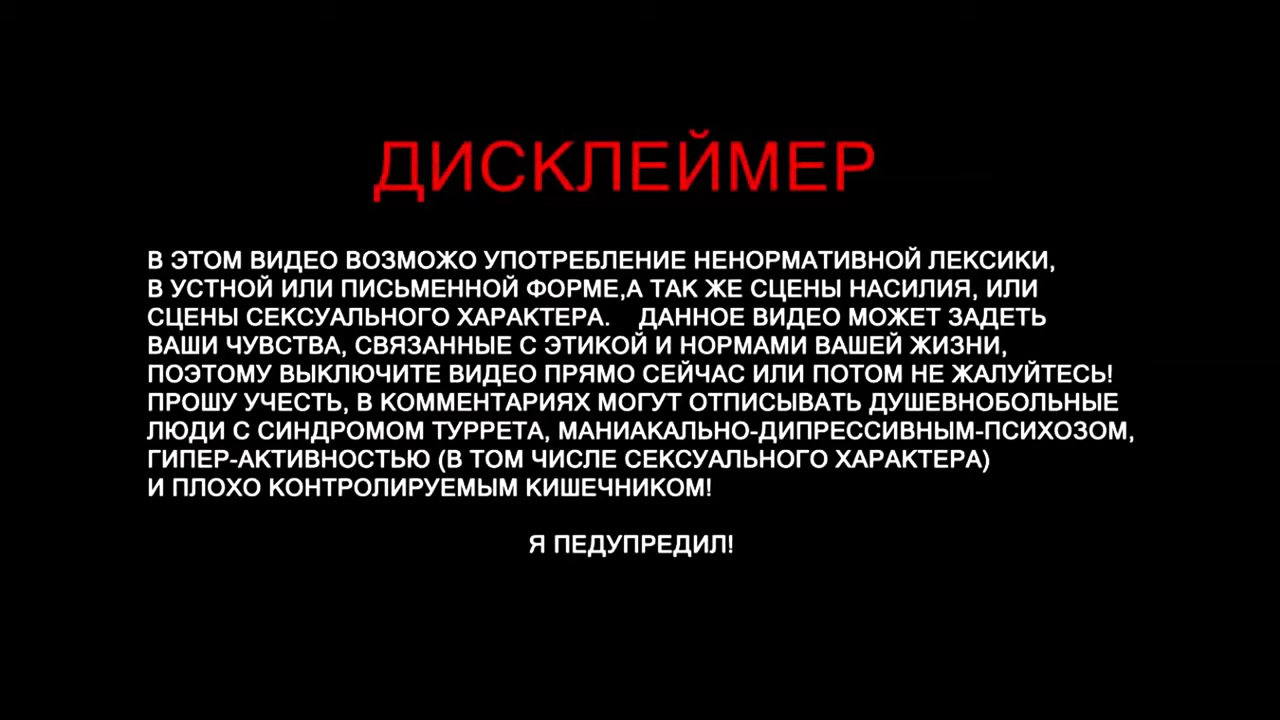 ДИСКЛЕЙМЕР
В ЭТОМ ВИДЕО ВОЗМОЖО УПОТРЕБЛЕНИЕ НЕНОРМАТИВНОЙ ЛЕКСИКИ,
В УСТНОЙ ИЛИ ПИСЬМЕННОЙ ФОРМЕ,А ТАК ЖЕ СЦЕНЫ НАСИЛИЯ, ИЛИ
СЦЕНЫ СЕКСУАЛЬНОГО ХАРАКТЕРА. ДАННОЕ ВИДЕО МОЖЕТ ЗАДЕТЬ
ВАШИ ЧУВСТВА, СВЯЗАННЫЕ С ЭТИКОЙ И НОРМАМИ ВАШЕЙ ЖИЗНИ,
ПОЭТОМУ ВЫКЛЮЧИТЕ ВИДЕО ПРЯМО СЕЙЧАС ИЛИ ПОТОМ НЕ ЖАЛУЙТЕСЬ!
ПРОШУ УЧЕСТЬ, В КОММЕНТАРИЯХ МОГУТ ОТПИСЫВАТЬ ДУШЕВНОБОЛЬНЫЕ
ЛЮДИ С СИНДРОМОМ ТУРРЕТА, МАНИАКАЛЬНО-ДИПРЕССИВНЫМ-ПСИХОЗОМ,
ГИПЕР-АКТИВНОСТЬЮ (В ТОМ ЧИСЛЕ СЕКСУАЛЬНОГО ХАРАКТЕРА)
И ПЛОХО КОНТРОЛИРУЕМЫМ КИШЕЧНИКОМ!
Я ПЕДУПРЕДИЛ!